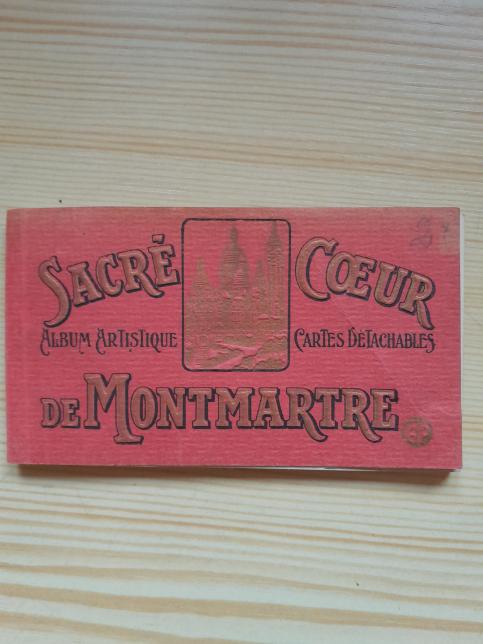 SACRÉ CŒUR
ALBUM ARTISTIQUE CARTES DÉTACHABLES
DE MONTMARTRE